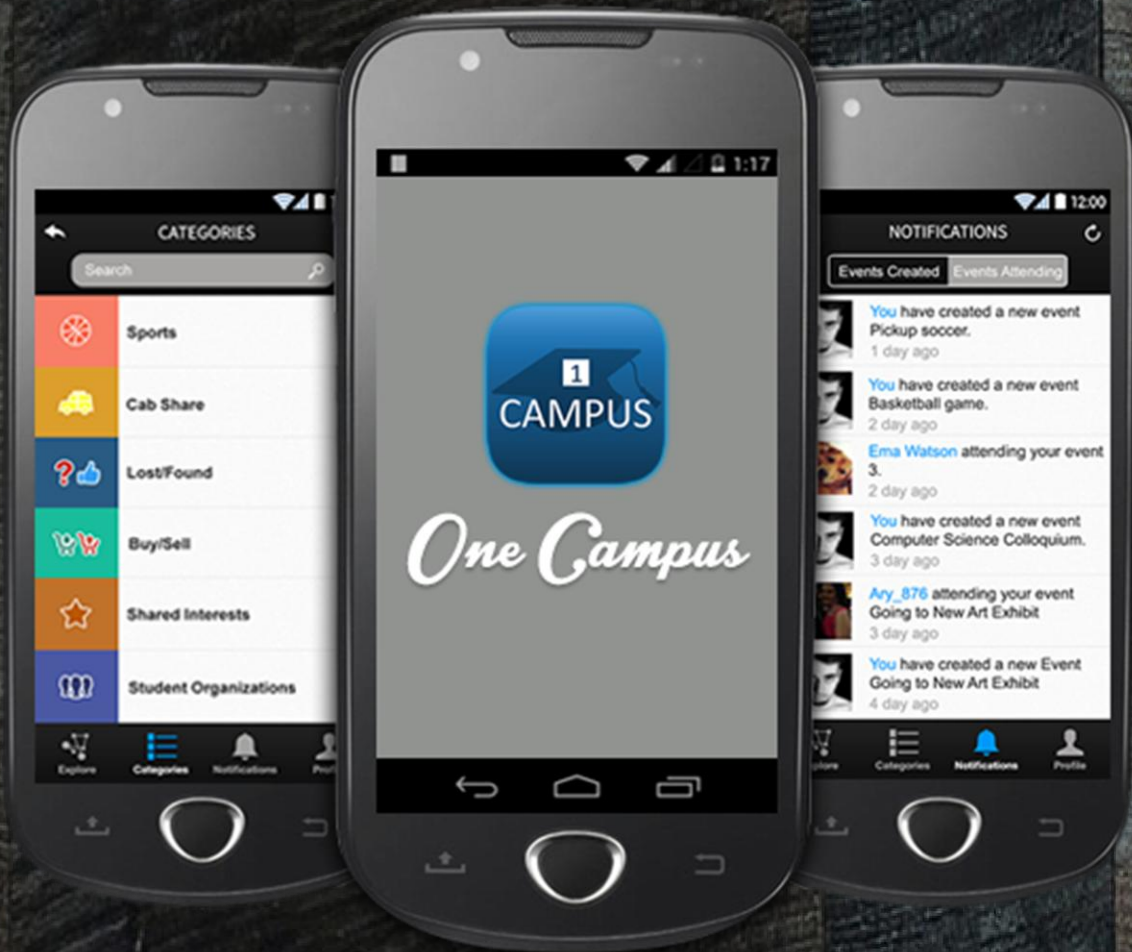 CATEGORIES
Search
Sports
Cab Share
Lost/Found
Buy/Sell
Shared Interests
Student Organizations
Explore
Categories
Notifications
1:17
1
CAMPUS
One Campus
12:00
NOTIFICATIONS
Events Created Events Attending
You have created a new event
Pickup soccer.
1 day ago
You have created a new event
Basketball game.
2 day ago
Ema Watson attending your event
3.
2 day ago
You have created a new event
Computer Science Colloquium.
3 day ago
Ary_876 attending your event
Going to New Art Exhibit
3 day ago
You have created a new Event
Going to New Art Exhibit
4 day ago
Categories
Notifications
Profile